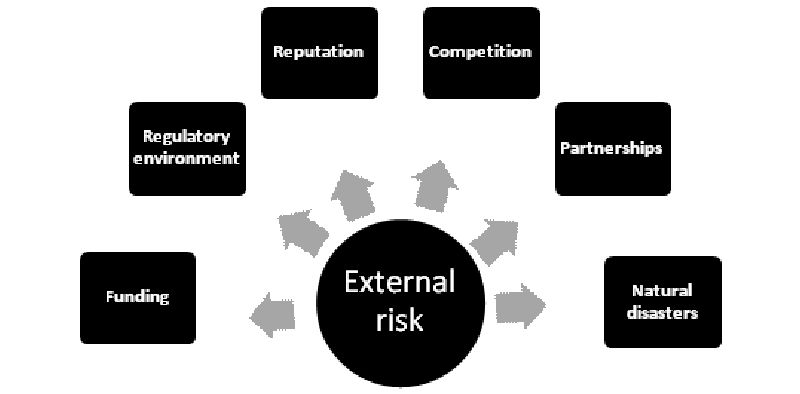 Reputation
Competition
Regulatory
environment
Partnerships
Funding
External
risk
Natural
disasters